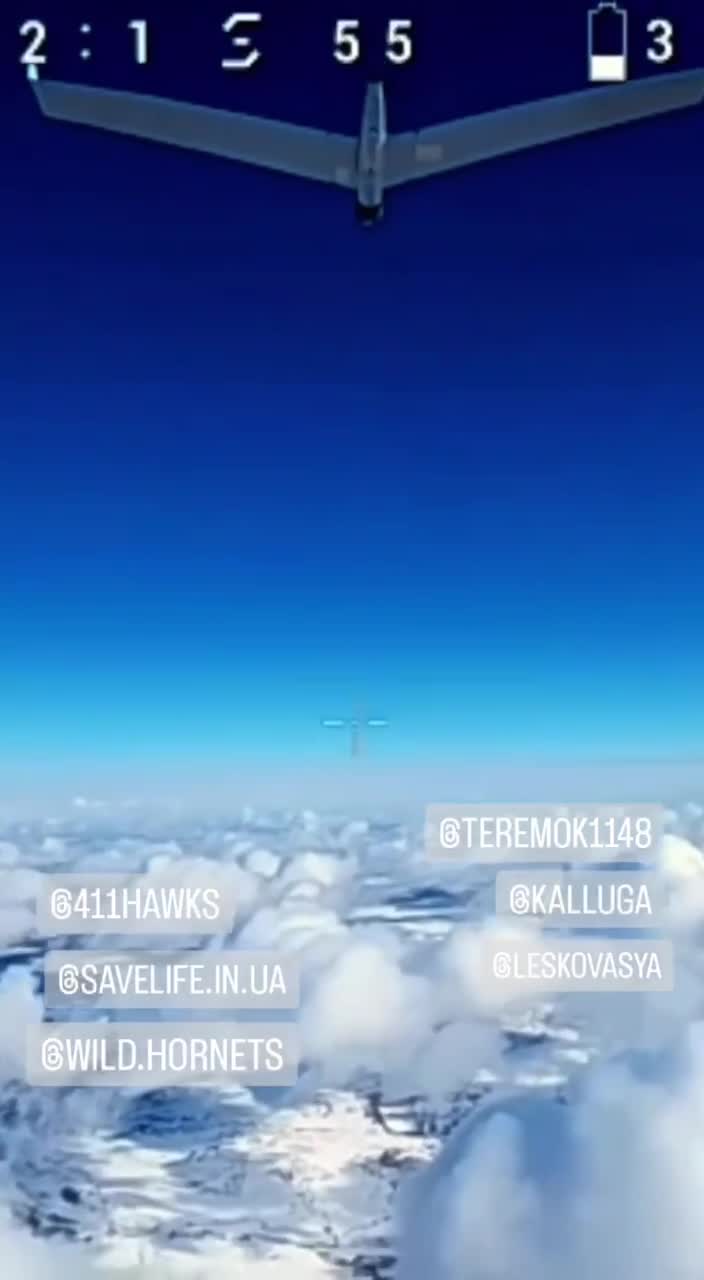 2:1 55 3
@TEREMOK1148
@411HAWKS
@KALLUGA
@LESKOVASYA
@SAVELIFE.IN.UA
@WILD.HORNETS